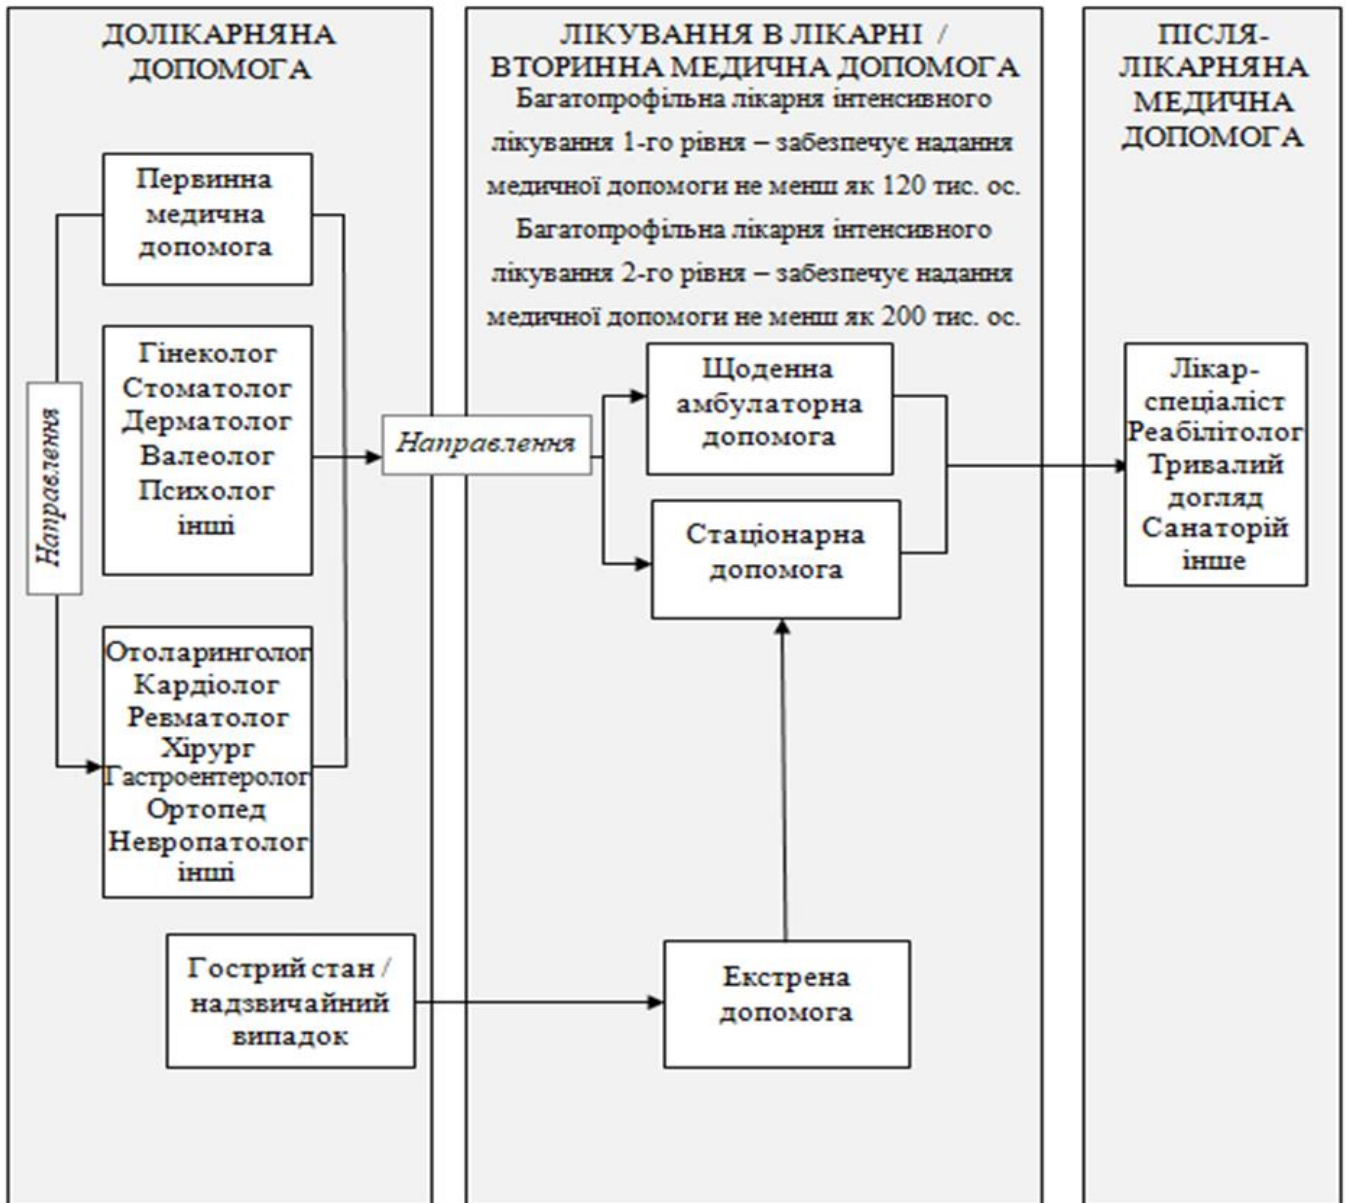 ДОЛІКАРНЯНА
ДОПОМОГА
Первинна
медична
допомога
Гінеколог
Стоматолог
Дерматолог
Валеолог
Психолог
інші
Направлення
Отоларинголог
Кардіолог
Ревматолог
Хірург
Гастроентеролог
Ортопед
Невропатолог
інші
Гострий стан /
надзвичайний
випадок
Направлення
ЛІКУВАННЯ В ЛІКАРНІ /
ВТОРИННА МЕДИЧНА ДОПОМОГА
Багатопрофільна лікарня інтенсивного
лікування 1-го рівня – забезпечує надання
медичної допомоги не менш як 120 тис. ос.
Багатопрофільна лікарня інтенсивного
лікування 2-го рівня – забезпечує надання
медичної допомоги не менш як 200 тис. ос.
Щоденна
амбулаторна
допомога
Стаціонарна
допомога
Екстрена
допомога
ПІСЛЯ-
ЛІКАРНЯНА
МЕДИЧНА
ДОПОМОГА
Лікар-
спеціаліст
Реабілітолог
Тривалий
догляд
Санаторій
інше